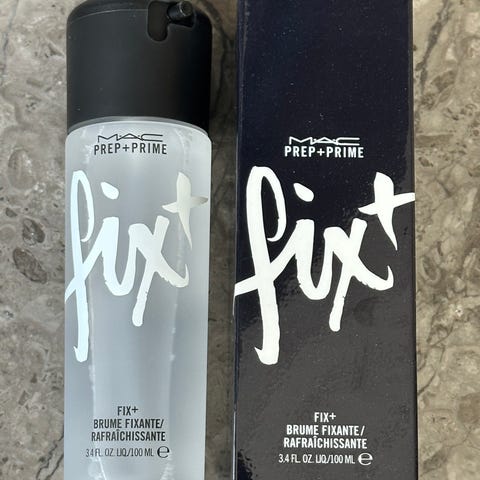 MAC
PREP+PRIME
fix+
FIX+
BRUME FIXANTE/
RAFRAÎCHISSANTE
3.4 FL. OZ. LIQ/100 ML ℮
MAC
PREP+PRIME
fix+
FIX+
BRUME FIXANTE/
RAFRAÎCHISSANTE
3.4 FL. OZ. LIQ/100 ML ℮